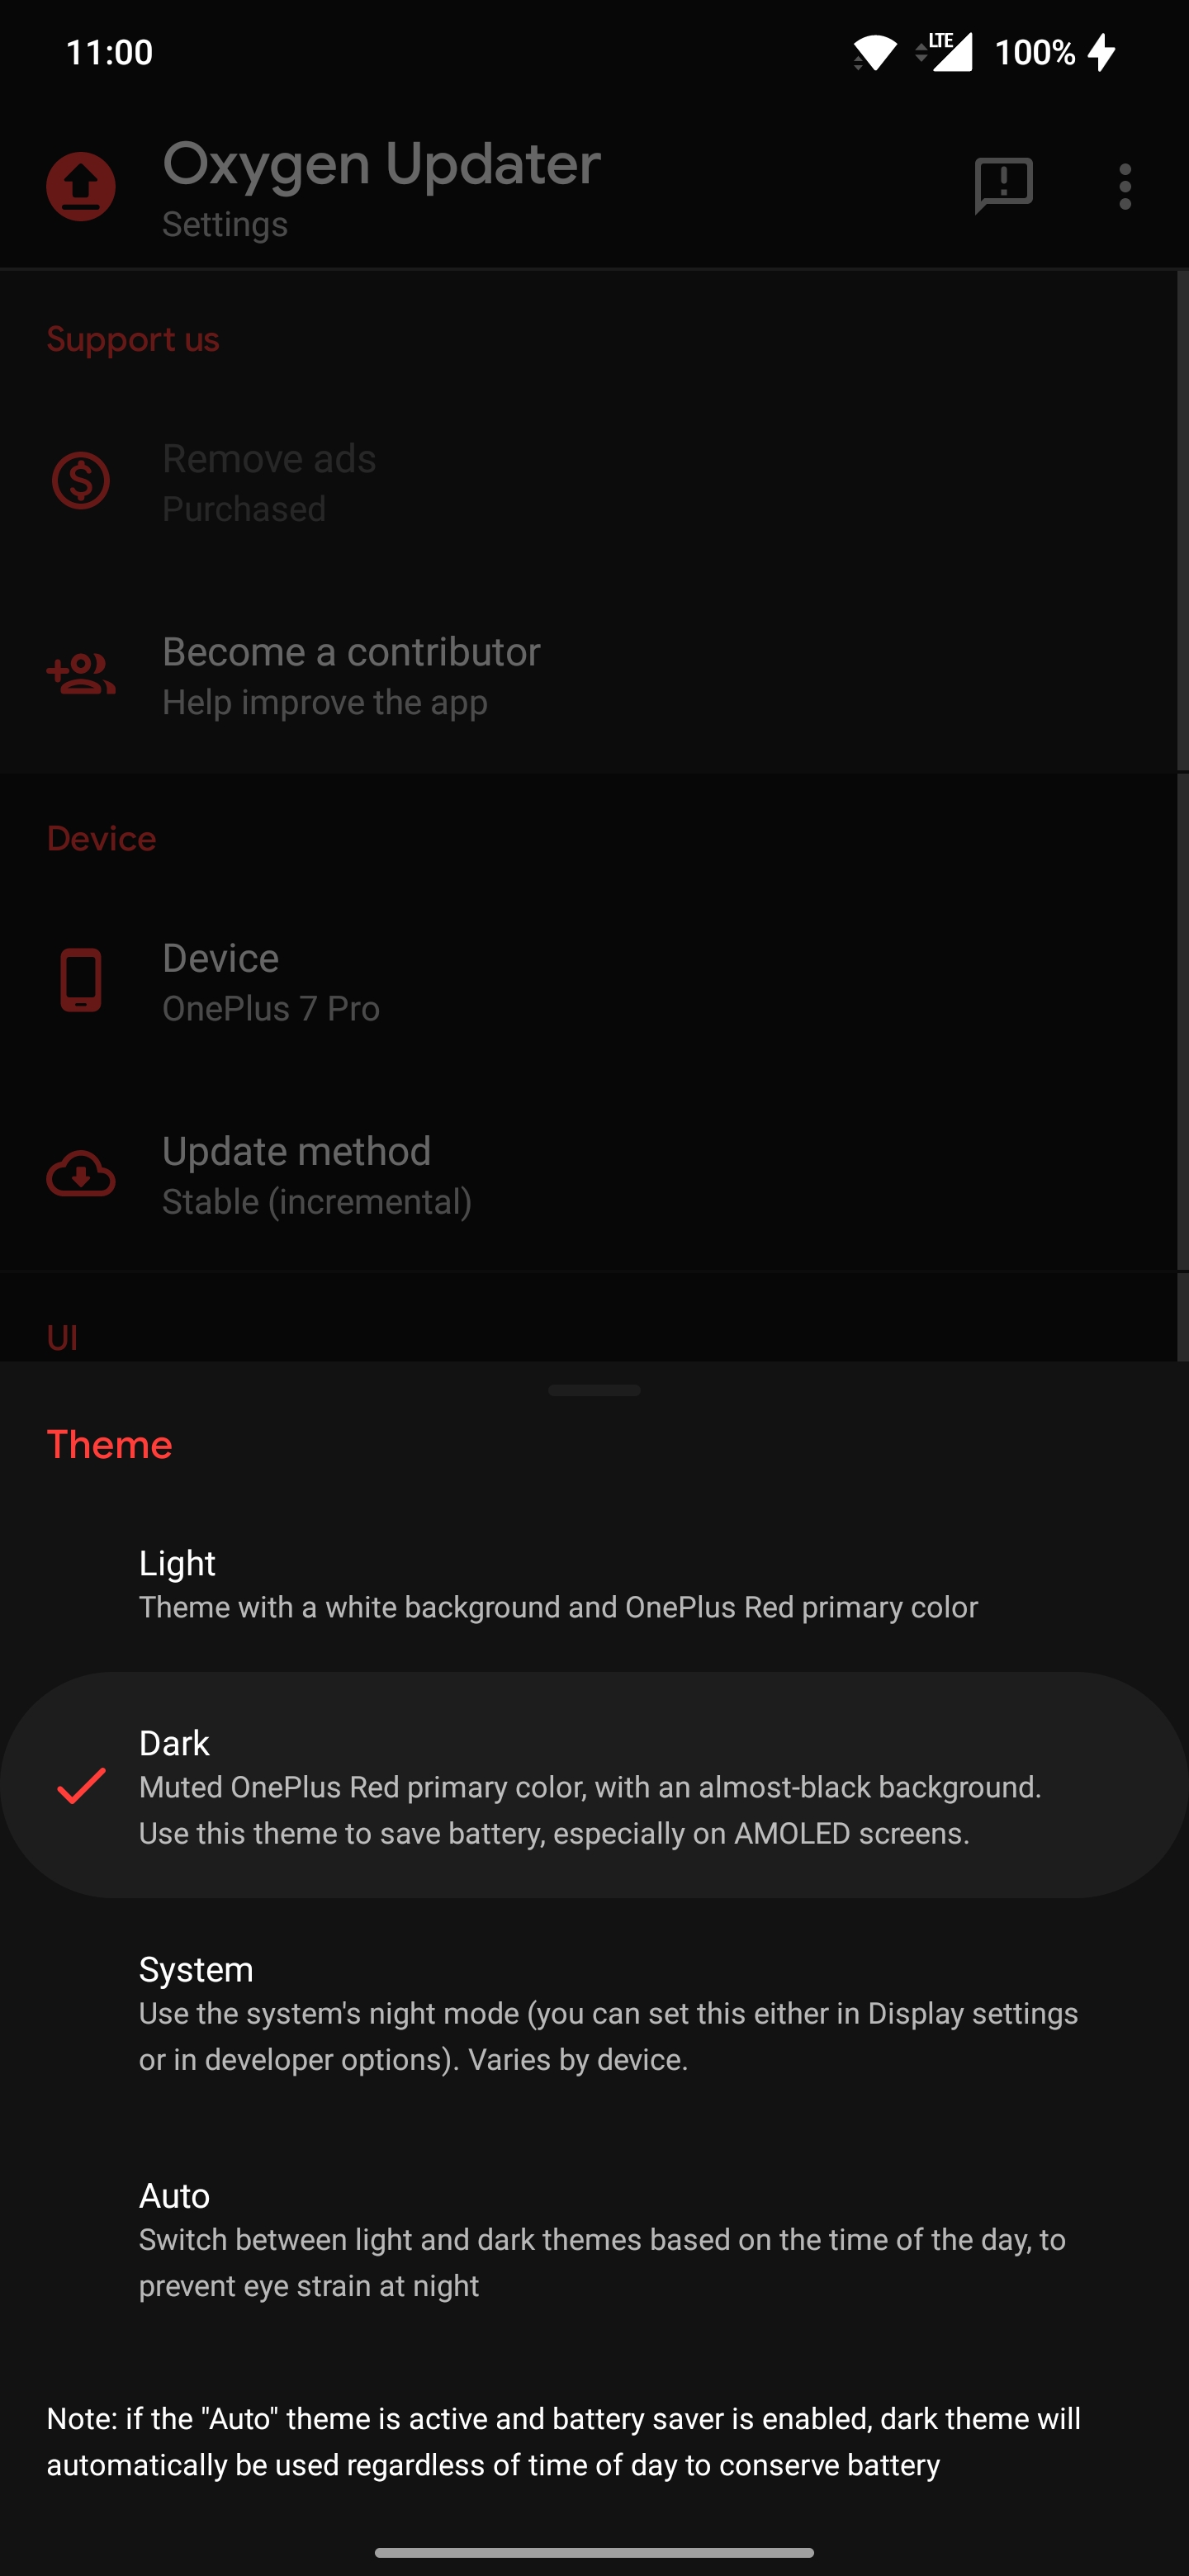 11:00
LTE
100%
Oxygen Updater
Settings
Support us
Remove ads
Purchased
Become a contributor
Help improve the app
Device
Device
OnePlus 7 Pro
Update method
Stable (incremental)
UI
Theme
Light
Theme with a white background and OnePlus Red primary color
Dark
Muted OnePlus Red primary color, with an almost-black background.
Use this theme to save battery, especially on AMOLED screens.
System
Use the system's night mode (you can set this either in Display settings
or in developer options). Varies by device.
Auto
Switch between light and dark themes based on the time of the day, to
prevent eye strain at night
Note: if the "Auto" theme is active and battery saver is enabled, dark theme will
automatically be used regardless of time of day to conserve battery